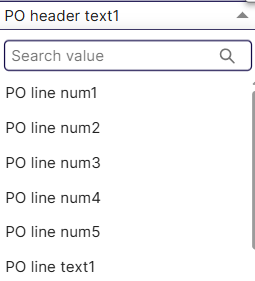 PO header text1
Search value
PO line num1
PO line num2
PO line num3
PO line num4
PO line num5
PO line text1